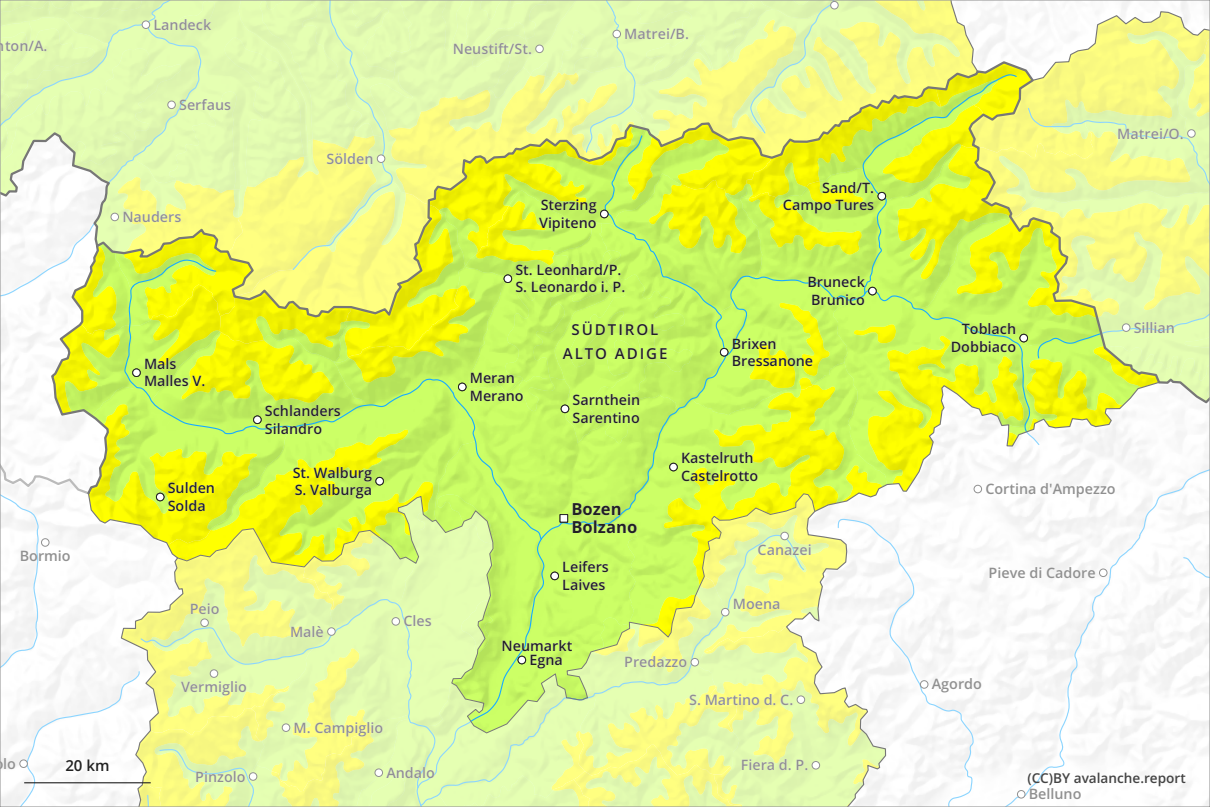 Landeck
Matrei/B.
nton/A.
Neustift/St.
Serfaus
Matrei/O.
Sölden
Sand/T.
Campo Tures
Nauders
Sterzing
Vipiteno
St. Leonhard/P.
S. Leonardo i. P.
Bruneck
Brunico
SÜDTIROL
ALTO ADIGE
Toblach
Dobbiaco
Sillian
Brixen
Bressanone
Mals
Malles V.
Meran
Merano
Sarnthein
Sarentino
Schlanders
Silandro
Kastelruth
Castelrotto
St. Walburg
S. Valburga
Sulden
Solda
Cortina d'Ampezzo
Bozen
Bolzano
Bormio
Canazei
Leifers
Laives
Pieve di Cadore
Peio
Moena
Malè
Cles
Neumarkt
Egna
Predazzo
Vermiglio
Agordo
S. Martino d. C.
M. Campiglio
20 km
olo
Pinzolo
Andalo
Fiera d. P.
(CC)BY avalanche.report
Belluno